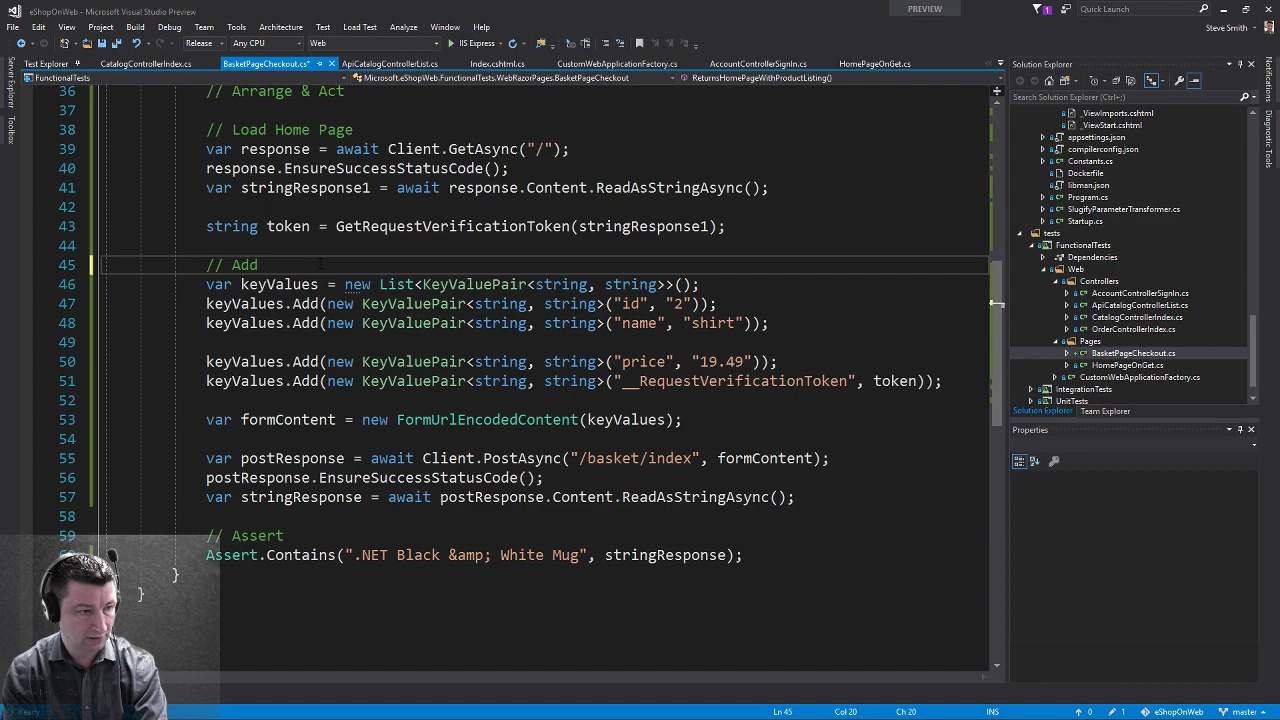 eShopOnWeb - Microsoft Visual Studio Preview
PREVIEW
1
Quick Launch
File Edit View Project Build Debug Team Tools Architecture Test Load Test Analyze Window Help
Steve Smith
Release Any CPU Web IIS Express
Test Explorer CatalogControllerIndex.cs BasketPageCheckout.cs* ApiCatalogControllerList.cs Index.cshtml.cs CustomWebApplicationFactory.cs AccountControllerSignIn.cs HomePageOnGet.cs
FunctionalTests Microsoft.eShopWeb.FunctionalTests.WebRazorPages.BasketPageCheckout ReturnsHomePageWithProductListing()
Server Explorer
Toolbox
36 // Arrange & Act
37
38 // Load Home Page
39 var response = await Client.GetAsync("/");
40 response.EnsureSuccessStatusCode();
41 var stringResponse1 = await response.Content.ReadAsStringAsync();
42
43 string token = GetRequestVerificationToken(stringResponse1);
44
45 // Add
46 var keyValues = new List<KeyValuePair<string, string>>();
47 keyValues.Add(new KeyValuePair<string, string>("id", "2"));
48 keyValues.Add(new KeyValuePair<string, string>("name", "shirt"));
49
50 keyValues.Add(new KeyValuePair<string, string>("price", "19.49"));
51 keyValues.Add(new KeyValuePair<string, string>("__RequestVerificationToken", token));
52
53 var formContent = new FormUrlEncodedContent(keyValues);
54
55 var postResponse = await Client.PostAsync("/basket/index", formContent);
56 postResponse.EnsureSuccessStatusCode();
57 var stringResponse = await postResponse.Content.ReadAsStringAsync();
58
59 // Assert
Assert.Contains(".NET Black &amp; White Mug", stringResponse);
}
}
Solution Explorer
Search Solution Explorer (Ctrl+;)
_ViewImports.cshtml
_ViewStart.cshtml
appsettings.json
compilerconfig.json
Constants.cs
Dockerfile
libman.json
Program.cs
SlugifyParameterTransformer.cs
Startup.cs
tests
FunctionalTests
Dependencies
Web
Controllers
AccountControllerSignIn.cs
ApiCatalogControllerList.cs
CatalogControllerIndex.cs
OrderControllerIndex.cs
Pages
BasketPageCheckout.cs
HomePageOnGet.cs
CustomWebApplicationFactory.cs
IntegrationTests
UnitTests
Solution Explorer Team Explorer
Properties
Notifications
Diagnostic Tools
Ready
Ln 45 Col 20 Ch 20 INS 0 1 eShopOnWeb master